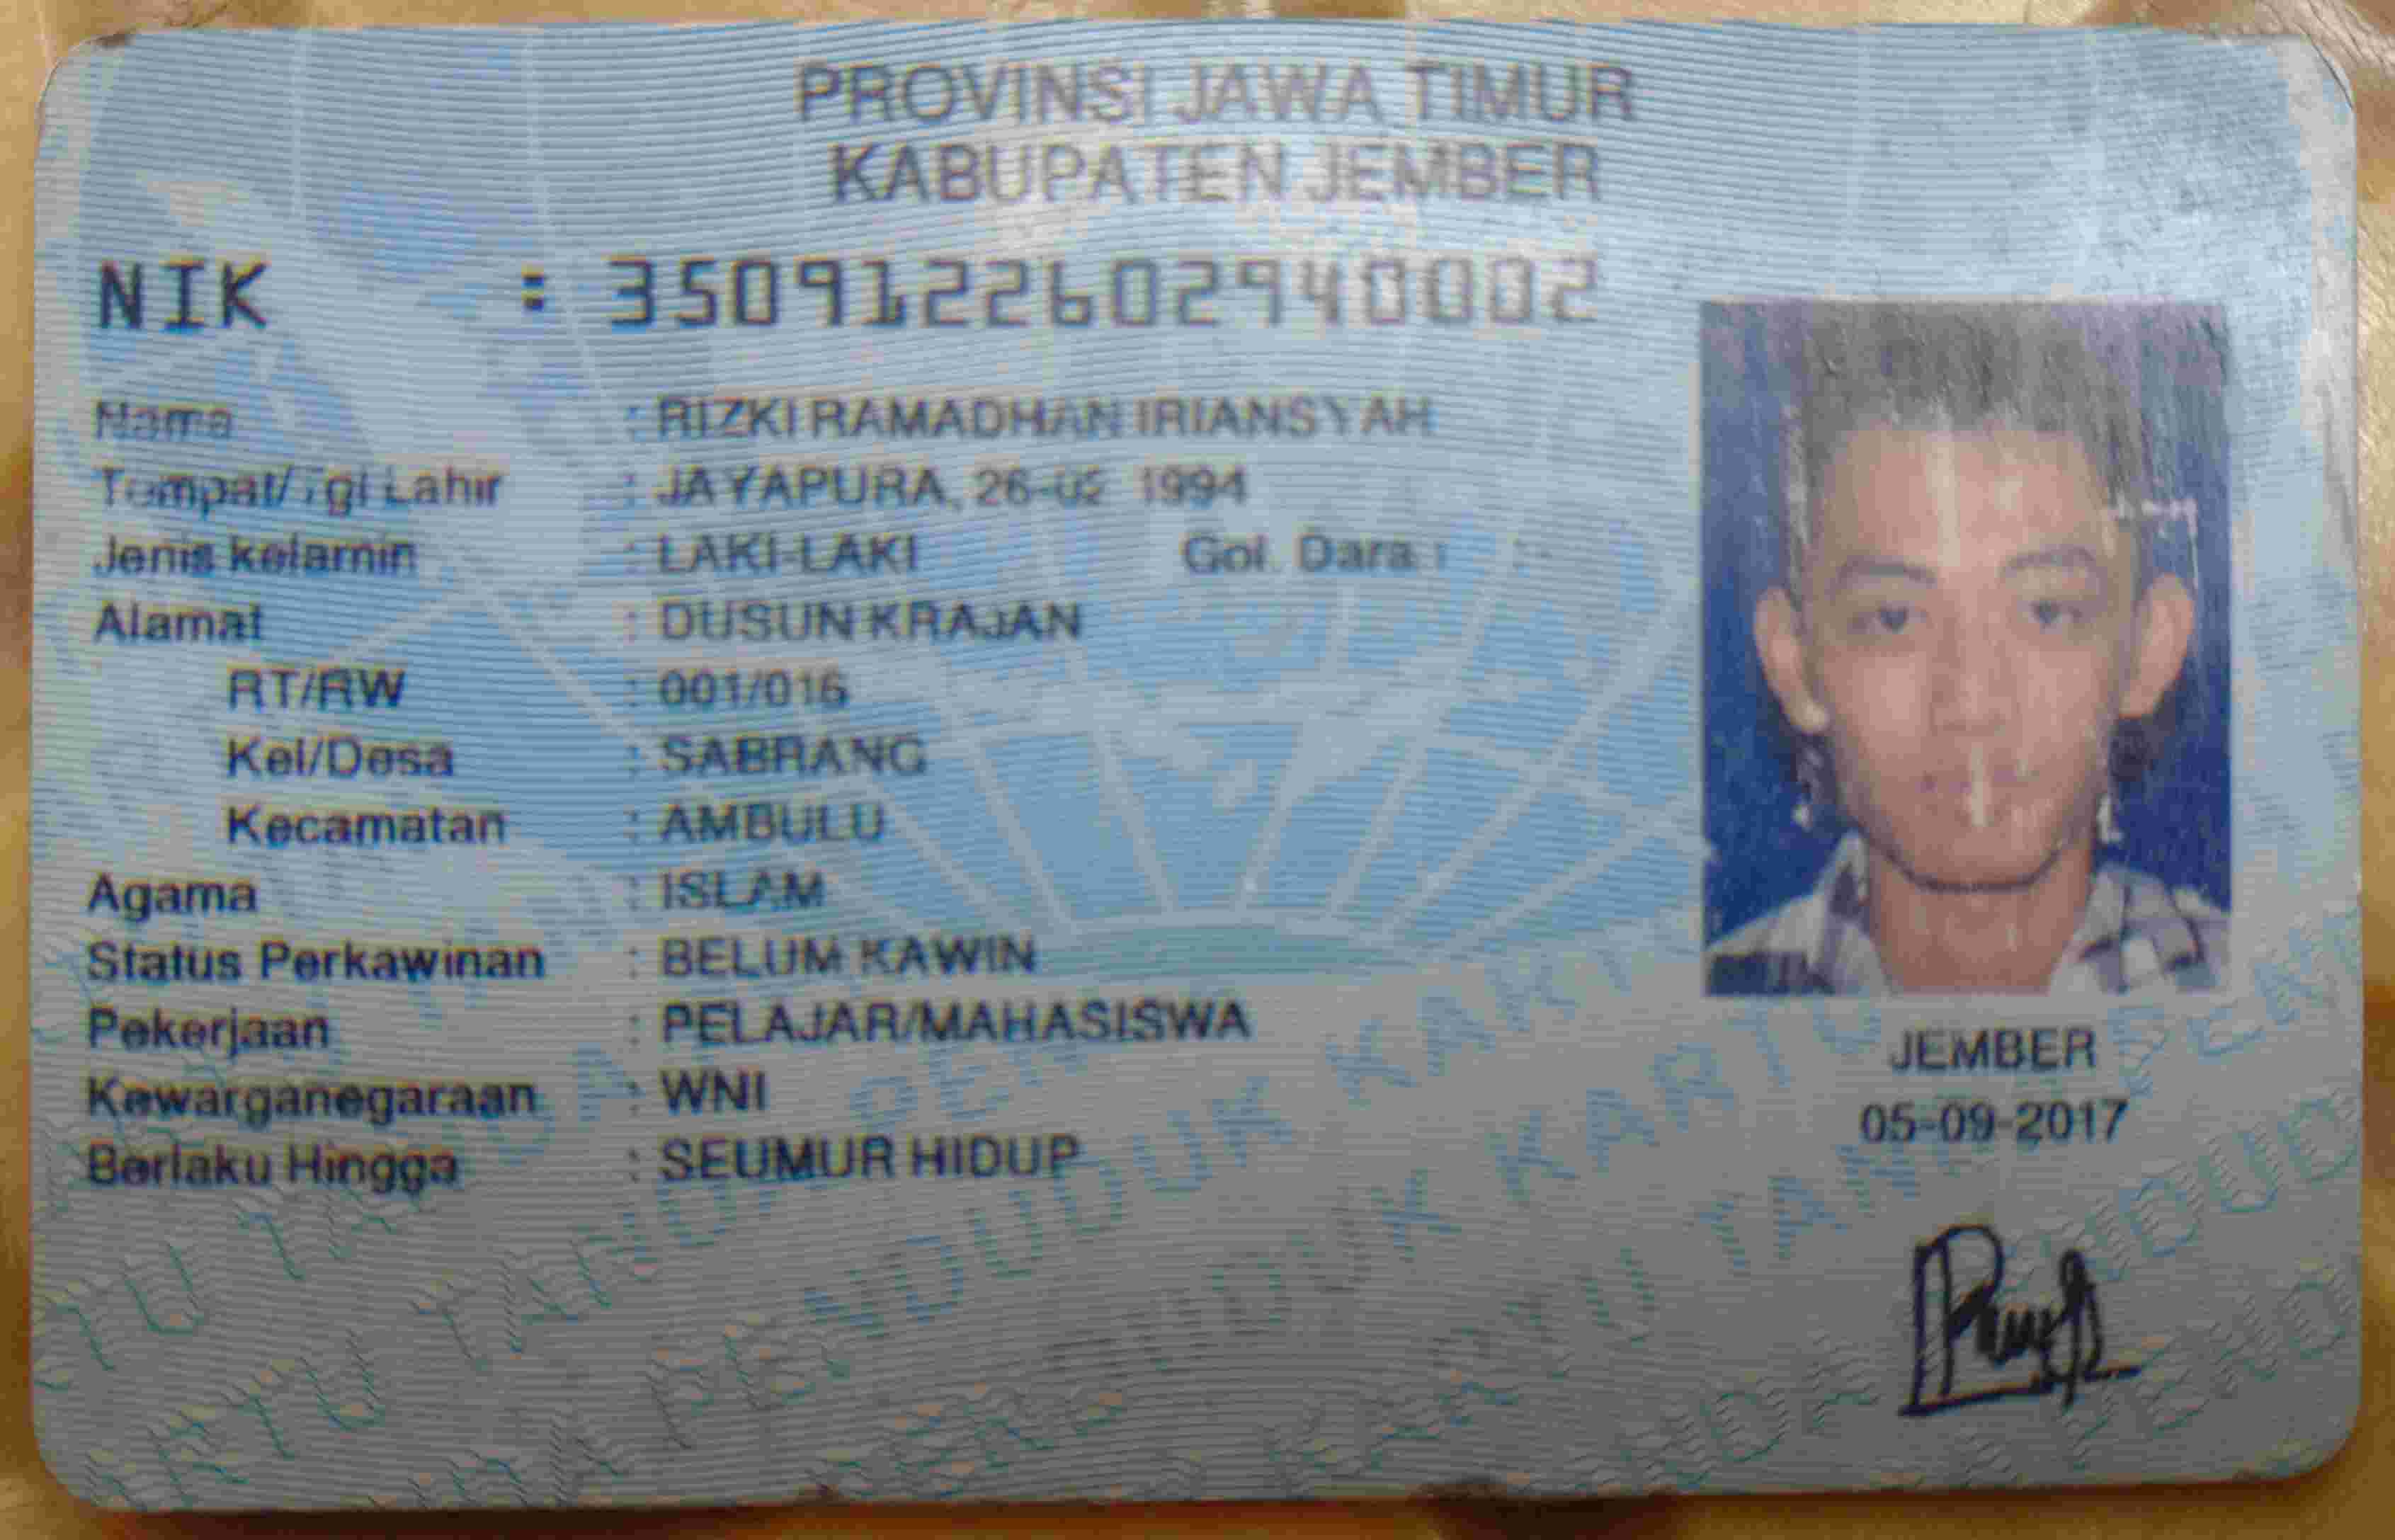 PROVINSI JAWA TIMUR
KABUPATEN JEMBER
NIK : 3509122602940002
Nama : RIZKI RAMADHAN IRIANSYAH
Tempat/Tgl Lahir : JAYAPURA, 26-02-1994
Jenis kelamin : LAKI-LAKI Gol. Darah : -
Alamat : DUSUN KRAJAN
RT/RW : 001/016
Kel/Desa : SABRANG
Kecamatan : AMBULU
Agama : ISLAM
Status Perkawinan : BELUM KAWIN
Pekerjaan : PELAJAR/MAHASISWA
Kewarganegaraan : WNI
Berlaku Hingga : SEUMUR HIDUP
JEMBER
05-09-2017